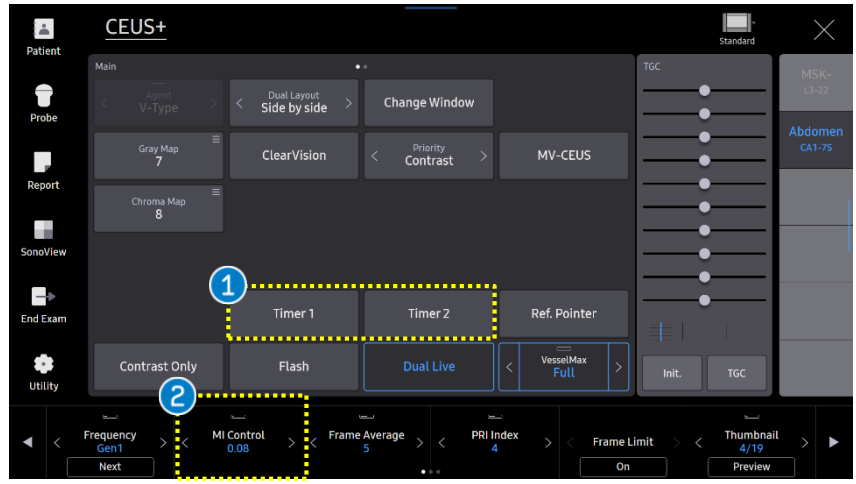 CEUS+
Standard
Patient
Probe
Report
SonoView
End Exam
Utility
Main
Agent
V-Type
Dual Layout
Side by side
Change Window
Gray Map
7
ClearVision
Priority
Contrast
MV-CEUS
Chroma Map
8
1
Timer 1
Timer 2
Ref. Pointer
Contrast Only
Flash
Dual Live
VesselMax
Full
TGC
Init.
TGC
MSK-
L3-22
Abdomen
CA1-7S
2
Frequency
Gen1
Next
MI Control
0.08
Frame Average
5
PRI Index
4
Frame Limit
On
Thumbnail
4/19
Preview